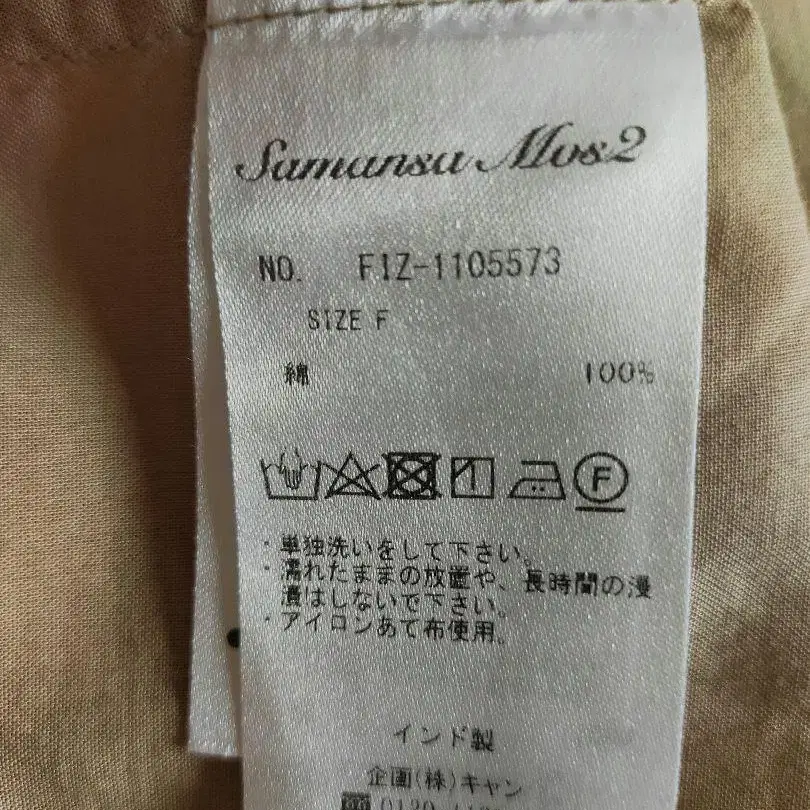 Samansa Mos2
NO. FIZ-1105573
SIZE F
綿 100%
F
・単独洗いをして下さい。
・濡れたままの放置や、長時間の浸
漬はしないで下さい。
・アイロンあて布使用。
インド製
企画(株)キャン
0120